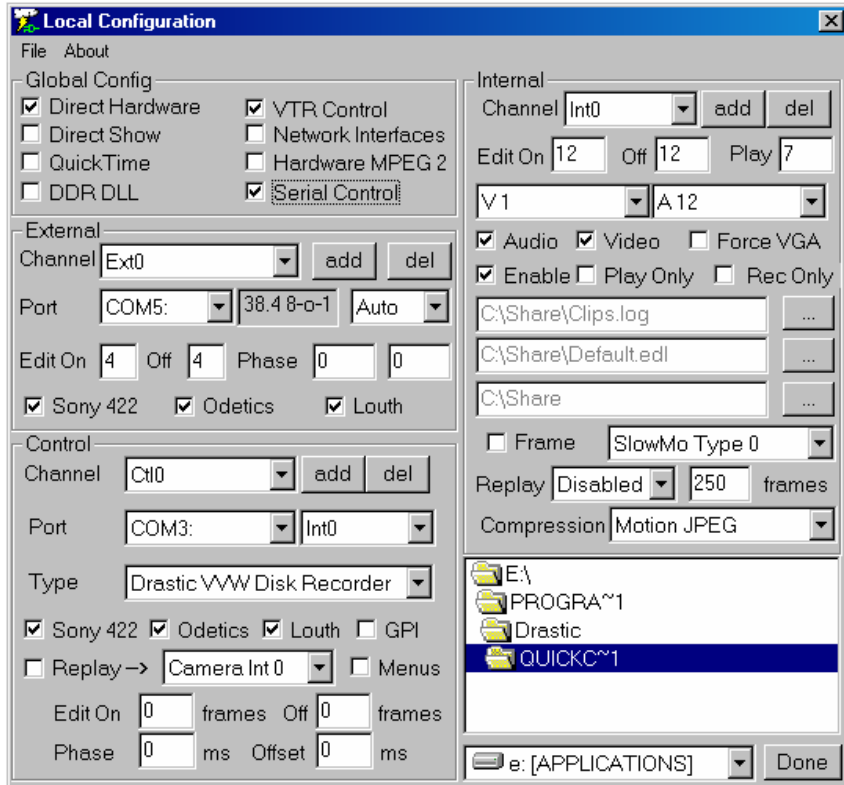 Local Configuration
File About
Global Config
Direct Hardware
VTR Control
Direct Show
Network Interfaces
QuickTime
Hardware MPEG 2
DDR DLL
Serial Control
External
Channel Ext0 add del
Port COM5: 38.4 8-o-1 Auto
Edit On 4 Off 4 Phase 0 0
Sony 422 Odetics Louth
Control
Channel Ctl0 add del
Port COM3: Int0
Type Drastic VVW Disk Recorder
Sony 422 Odetics Louth GPI
Replay --> Camera Int 0 Menus
Edit On 0 frames Off 0 frames
Phase 0 ms Offset 0 ms
Internal
Channel Int0 add del
Edit On 12 Off 12 Play 7
V 1 A 12
Audio Video Force VGA
Enable Play Only Rec Only
C:\Share\Clips.log ...
C:\Share\Default.edl ...
C:\Share ...
Frame SlowMo Type 0
Replay Disabled 250 frames
Compression Motion JPEG
E:\
PROGRA~1
Drastic
QUICKC~1
e: [APPLICATIONS] Done